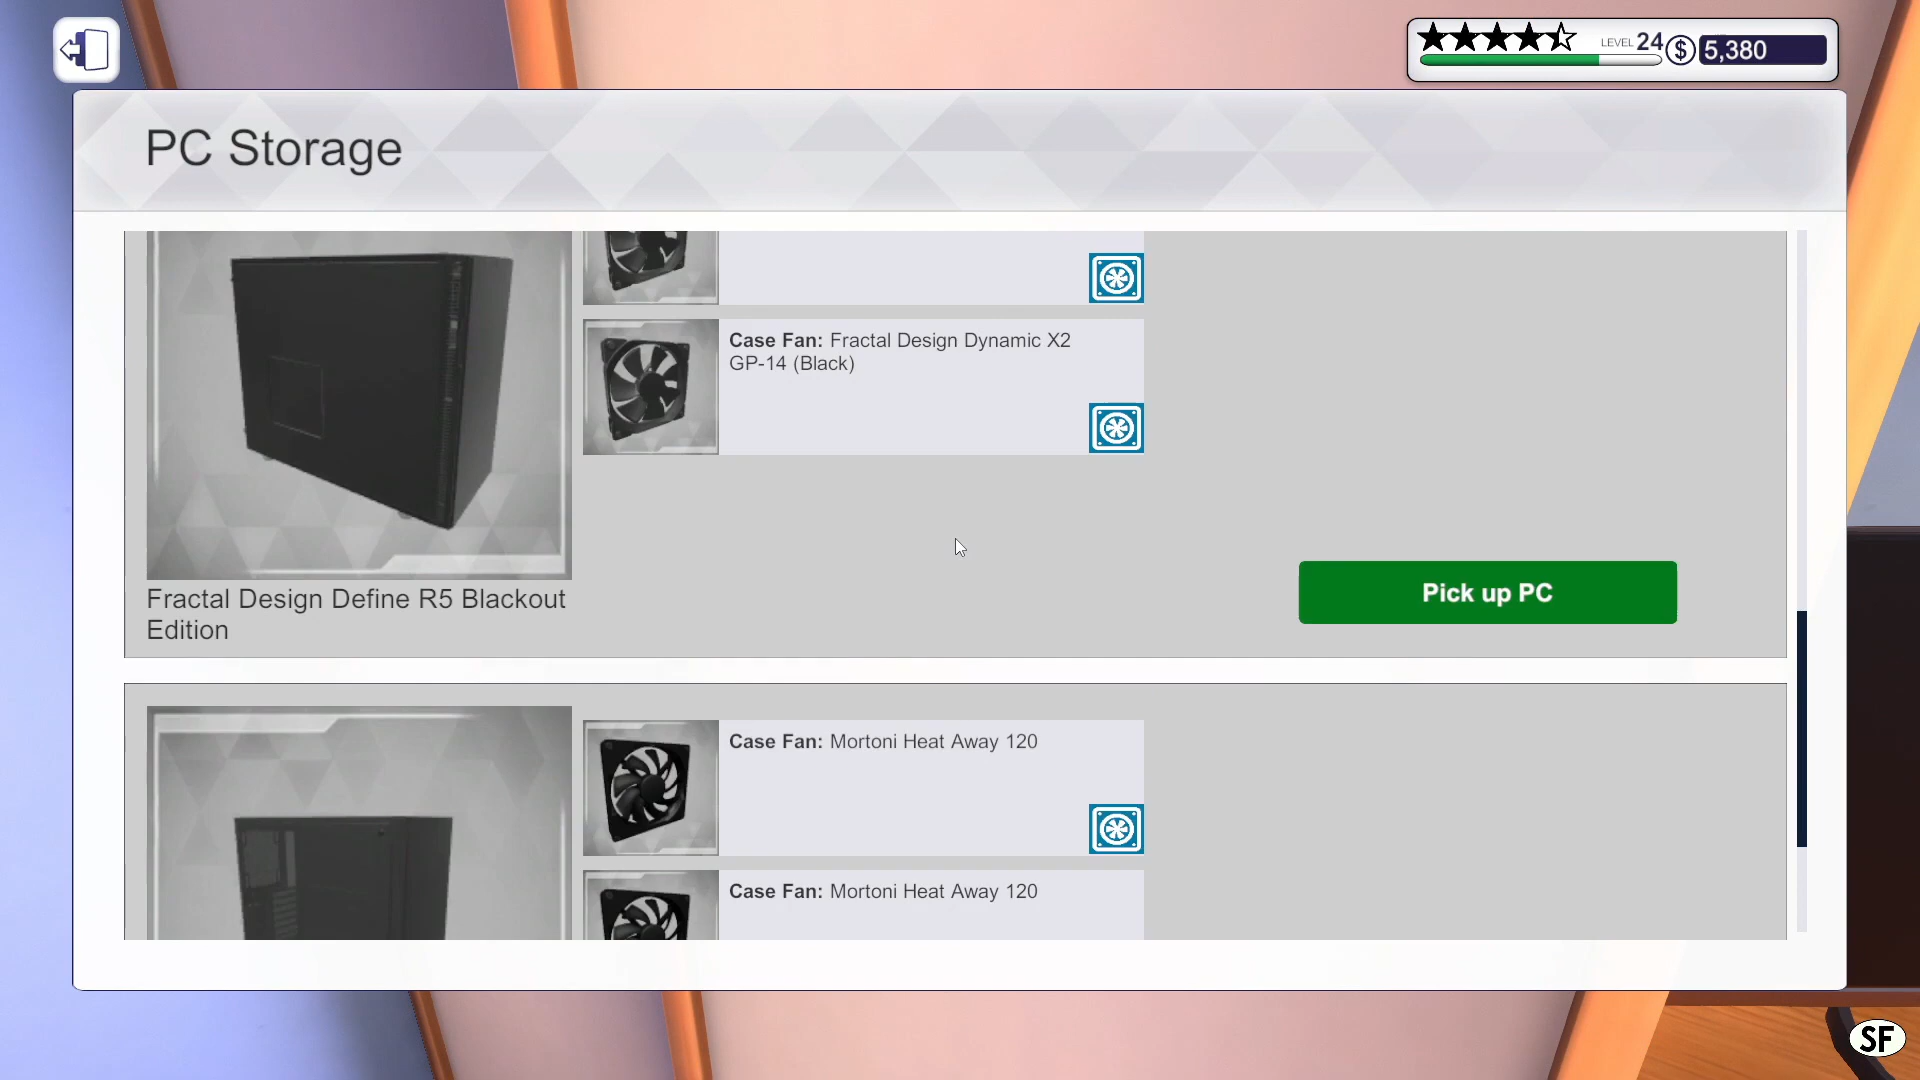 LEVEL 24 $ 5,380
PC Storage
Case Fan: Fractal Design Dynamic X2
GP-14 (Black)
Fractal Design Define R5 Blackout
Edition
Pick up PC
Case Fan: Mortoni Heat Away 120
Case Fan: Mortoni Heat Away 120
SF